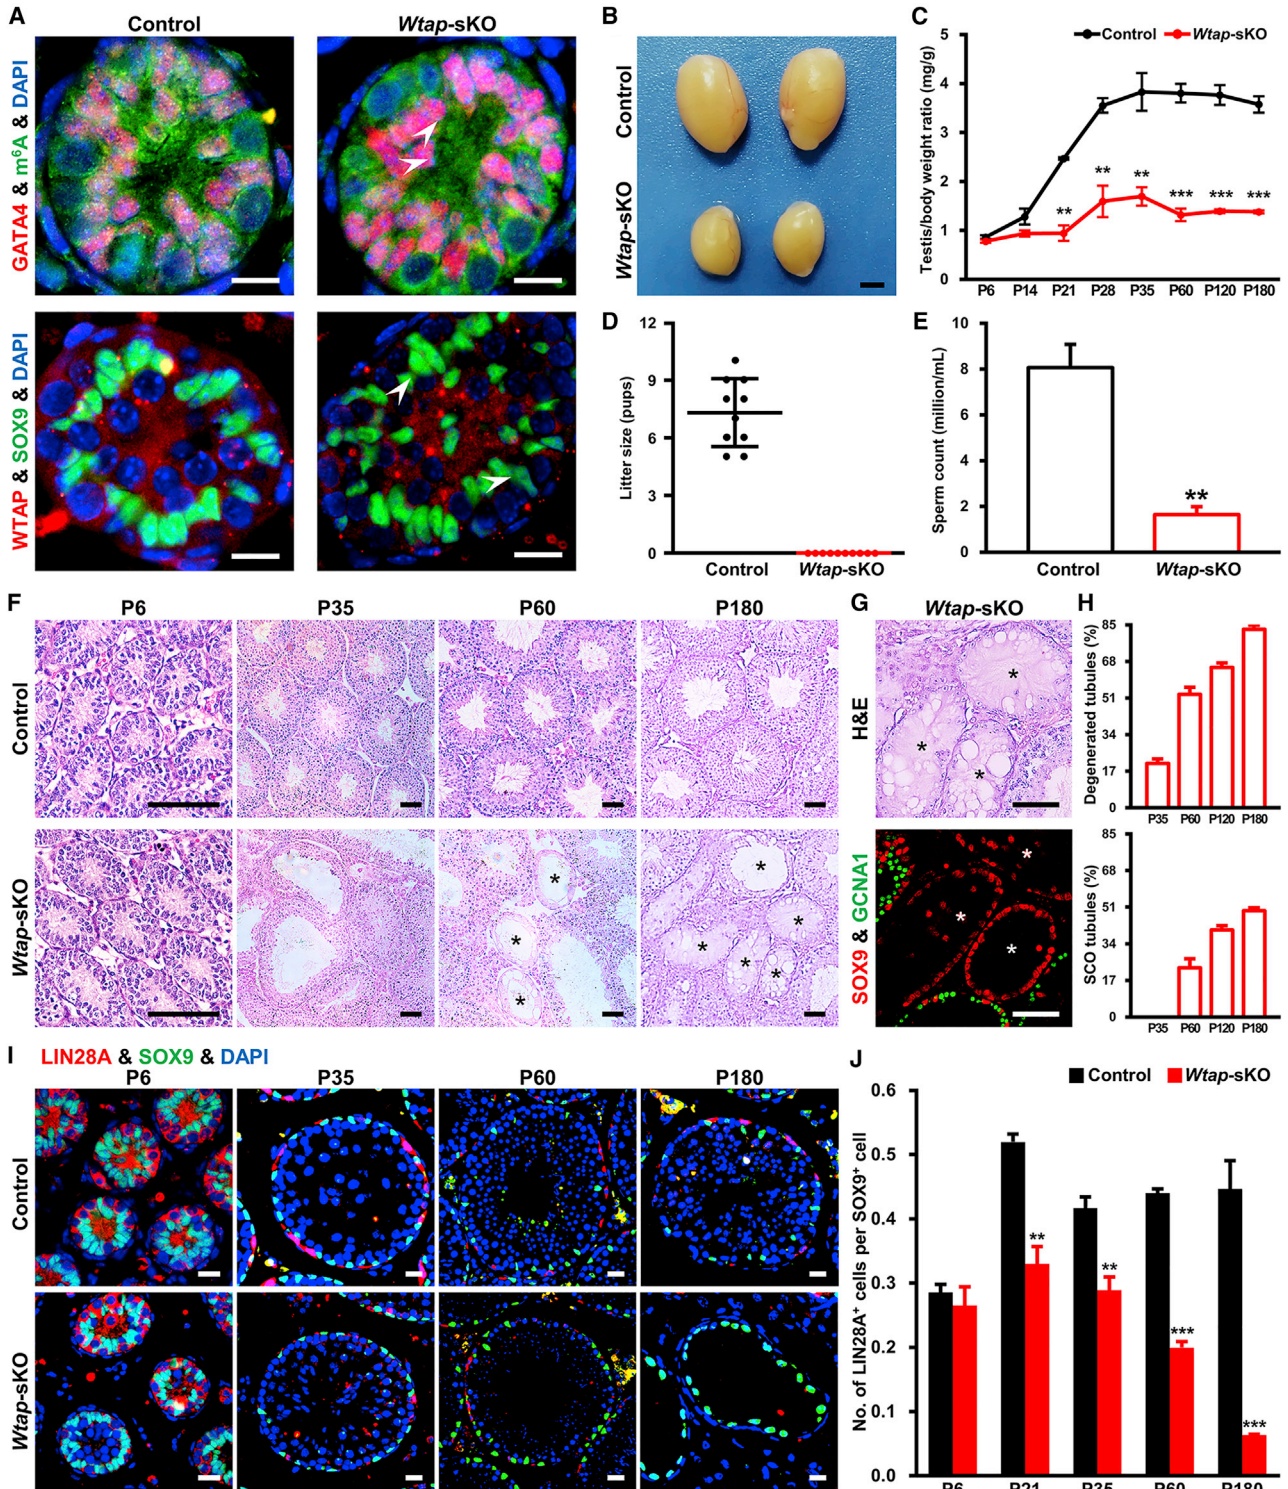 A
Control
Wtap-sKO
GATA4 & m⁶A & DAPI
WTAP & SOX9 & DAPI
B
Control
Wtap-sKO
C
Control
Wtap-sKO
Testis/body weight ratio (mg/g)
5
4
3
2
1
0
**
**
**
***
***
***
P6 P14 P21 P28 P35 P60 P120 P180
D
Litter size (pups)
12
9
6
3
0
Control
Wtap-sKO
E
Sperm count (million/mL)
10
8
6
4
2
0
**
Control
Wtap-sKO
F
P6 P35 P60 P180
Control
Wtap-sKO
*
*
*
*
*
*
*
*
G
Wtap-sKO
H&E
*
*
*
SOX9 & GCNA1
*
*
*
H
Degenerated tubules (%)
85
68
51
34
17
0
P35 P60 P120 P180
SCO tubules (%)
85
68
51
34
17
0
P35 P60 P120 P180
I
LIN28A & SOX9 & DAPI
P6 P35 P60 P180
Control
Wtap-sKO
J
Control
Wtap-sKO
No. of LIN28A⁺ cells per SOX9⁺ cell
0.6
0.5
0.4
0.3
0.2
0.1
0.0
**
**
***
***
P6 P21 P35 P60 P180